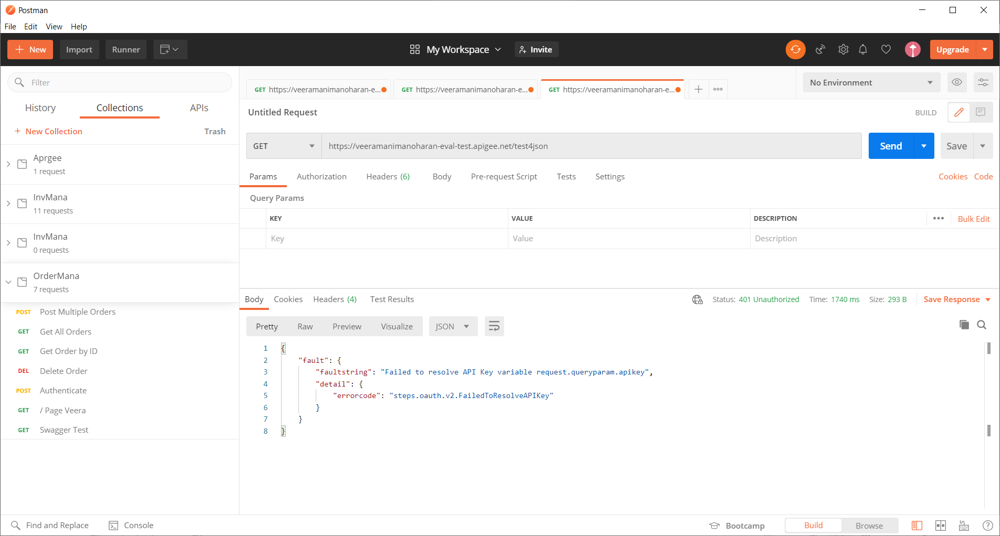 Postman
File Edit View Help
New Import Runner My Workspace Invite Upgrade
Filter
History Collections APIs
+ New Collection Trash
Aprgee
1 request
InvMana
11 requests
InvMana
0 requests
OrderMana
7 requests
POST Post Multiple Orders
GET Get All Orders
GET Get Order by ID
DEL Delete Order
POST Authenticate
GET / Page Veera
GET Swagger Test
GET https://veeramanimanoharan-e... GET https://veeramanimanoharan-e... GET https://veeramanimanoharan-e... No Environment
Untitled Request BUILD
GET https://veeramanimanoharan-eval-test.apigee.net/test4json Send Save
Params Authorization Headers (6) Body Pre-request Script Tests Settings Cookies Code
Query Params
KEY VALUE DESCRIPTION ••• Bulk Edit
Key Value Description
Body Cookies Headers (4) Test Results Status: 401 Unauthorized Time: 1740 ms Size: 293 B Save Response
Pretty Raw Preview Visualize JSON
1 {
2 "fault": {
3 "faultstring": "Failed to resolve API Key variable request.queryparam.apikey",
4 "detail": {
5 "errorcode": "steps.oauth.v2.FailedToResolveAPIKey"
6 }
7 }
8 }
Find and Replace Console Bootcamp Build Browse ?